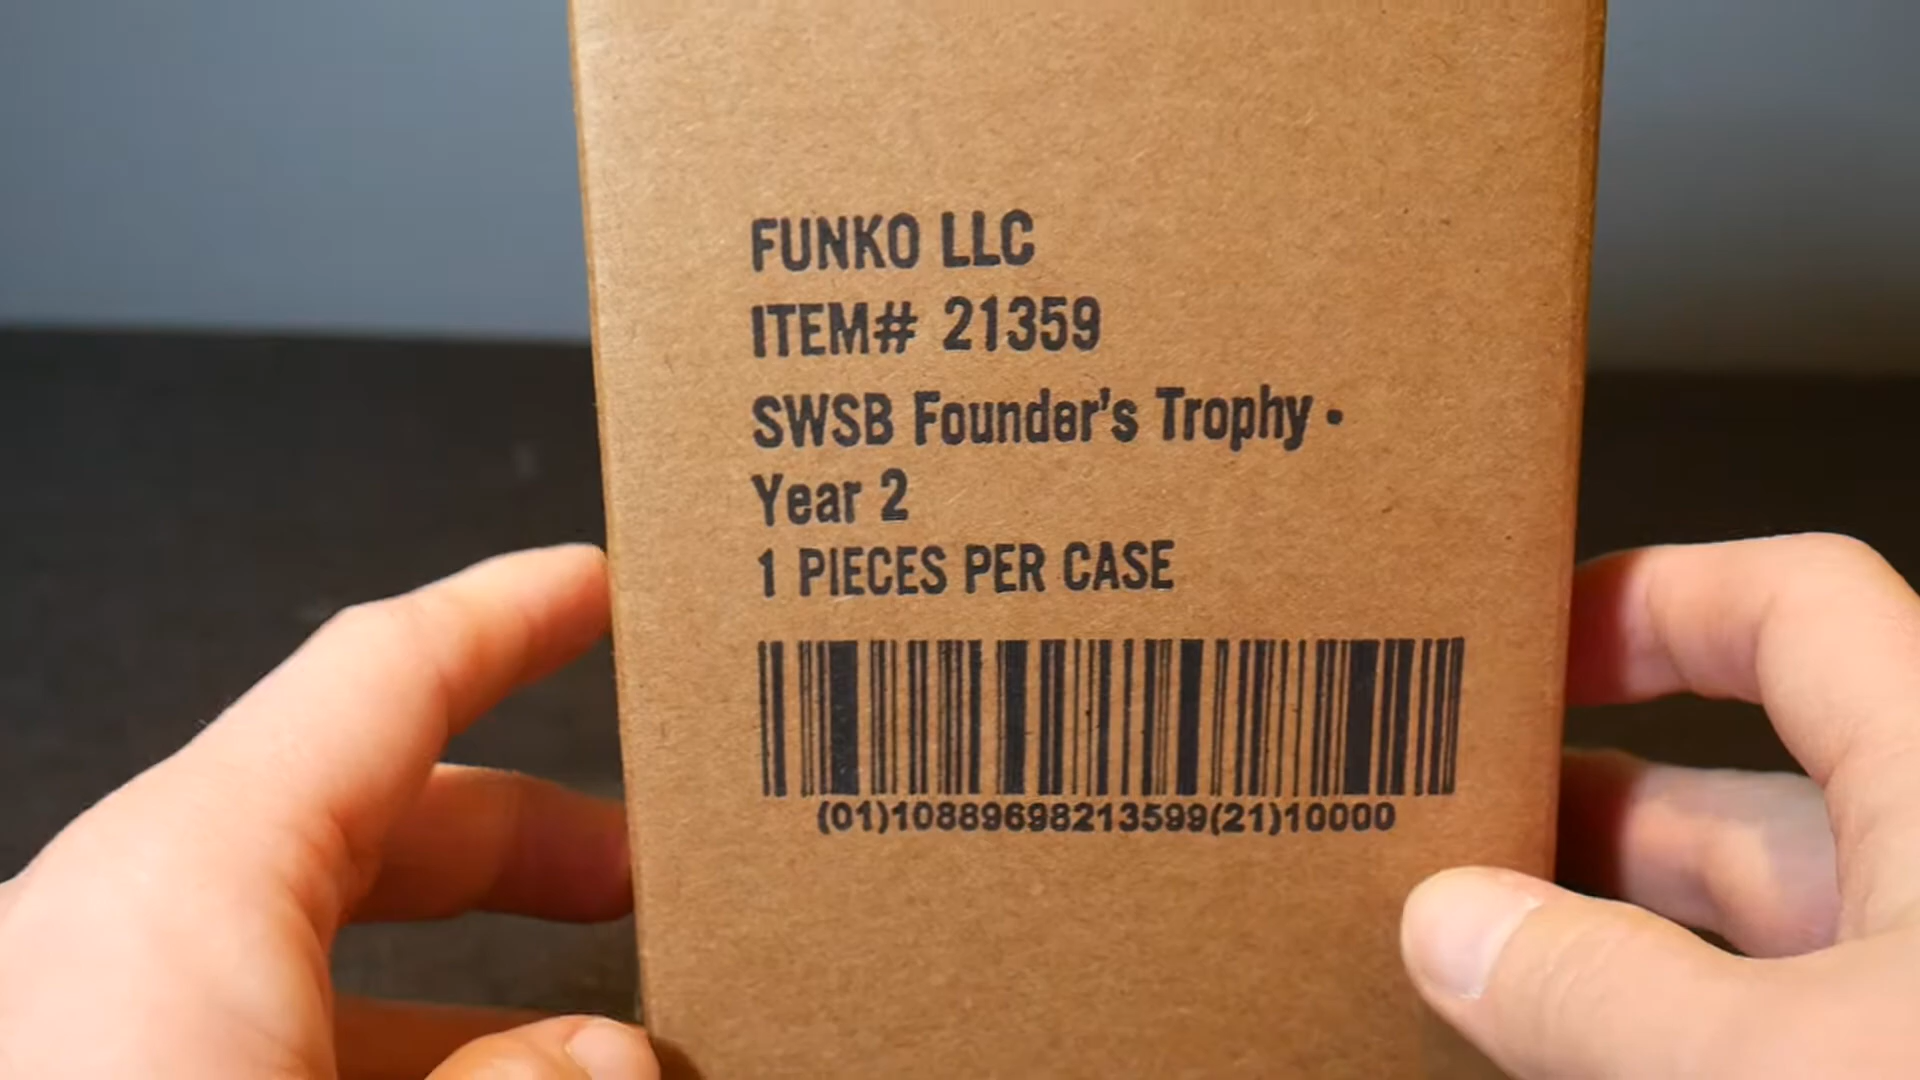 FUNKO LLC
ITEM# 21359
SWSB Founder's Trophy •
Year 2
1 PIECES PER CASE
(01)10889698213599(21)10000